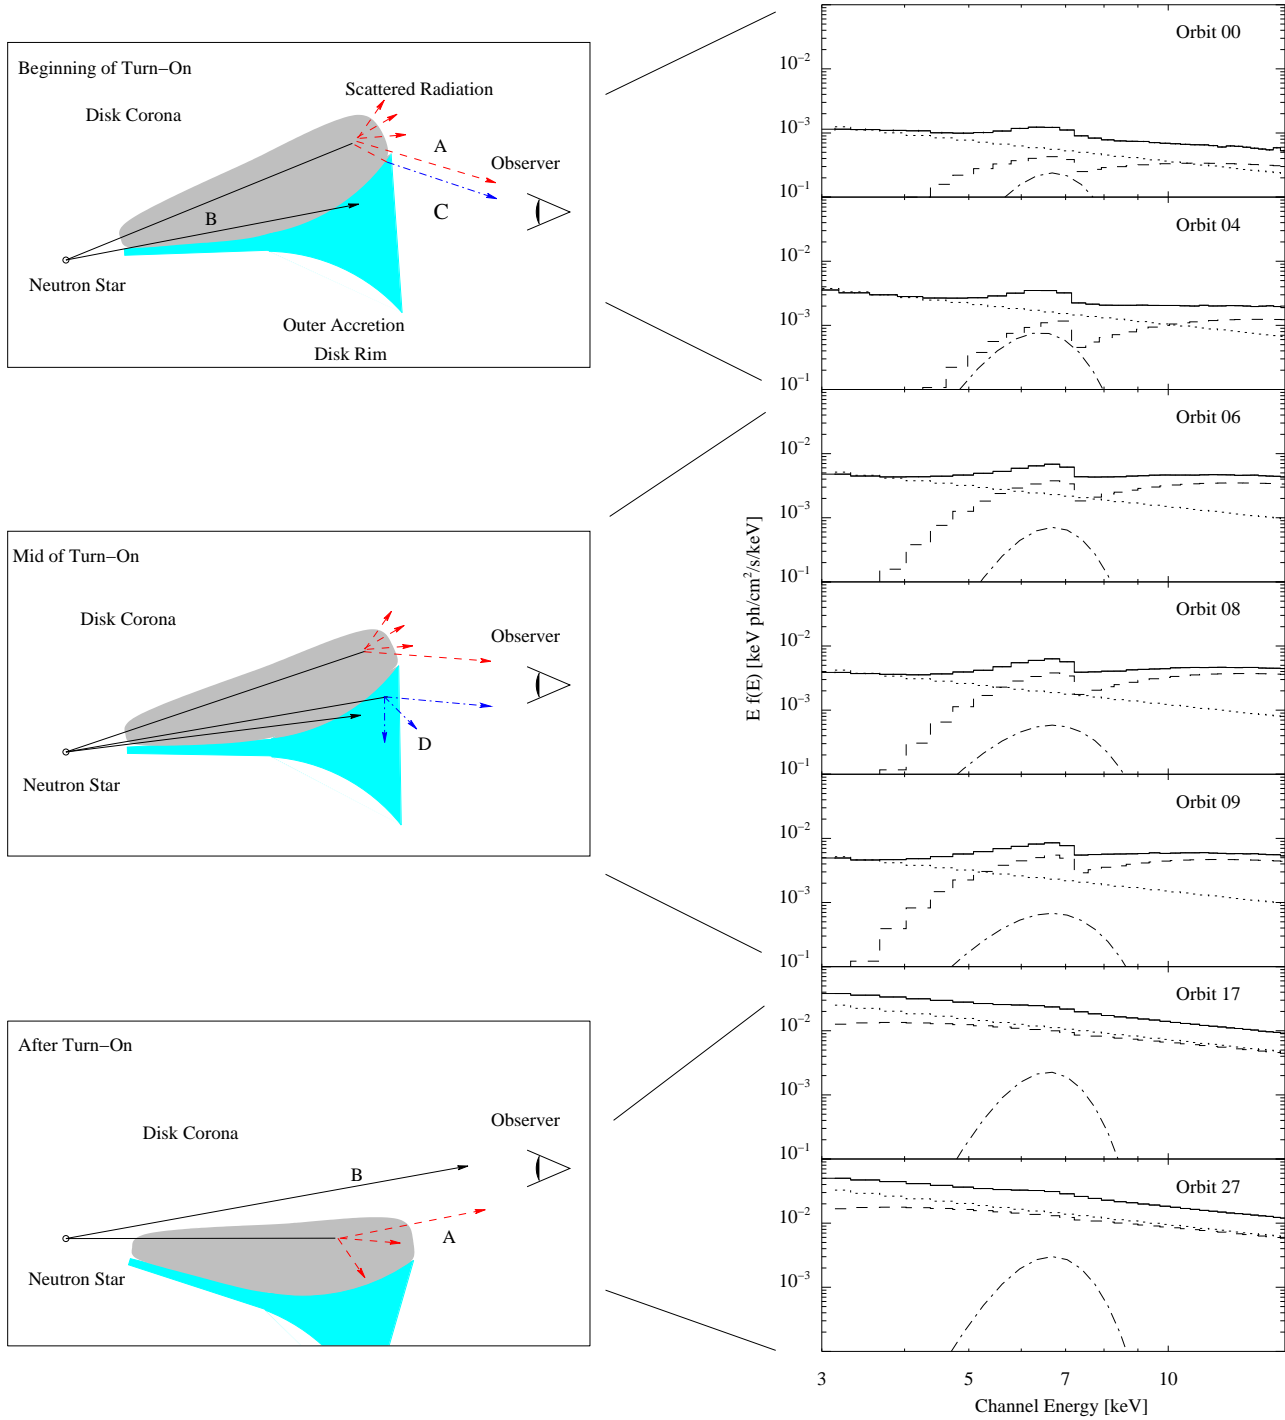 Beginning of Turn−On
Scattered Radiation
Disk Corona
A
Observer
B
C
Neutron Star
Outer Accretion
Disk Rim
Mid of Turn−On
Disk Corona
Observer
D
Neutron Star
After Turn−On
Observer
Disk Corona
B
A
Neutron Star
E f(E) [keV ph/cm²/s/keV]
Orbit 00
10⁻²
10⁻³
10⁻¹
Orbit 04
10⁻²
10⁻³
10⁻¹
Orbit 06
10⁻²
10⁻³
10⁻¹
Orbit 08
10⁻²
10⁻³
10⁻¹
Orbit 09
10⁻²
10⁻³
10⁻¹
Orbit 17
10⁻²
10⁻³
10⁻¹
Orbit 27
10⁻²
10⁻³
3 5 7 10
Channel Energy [keV]